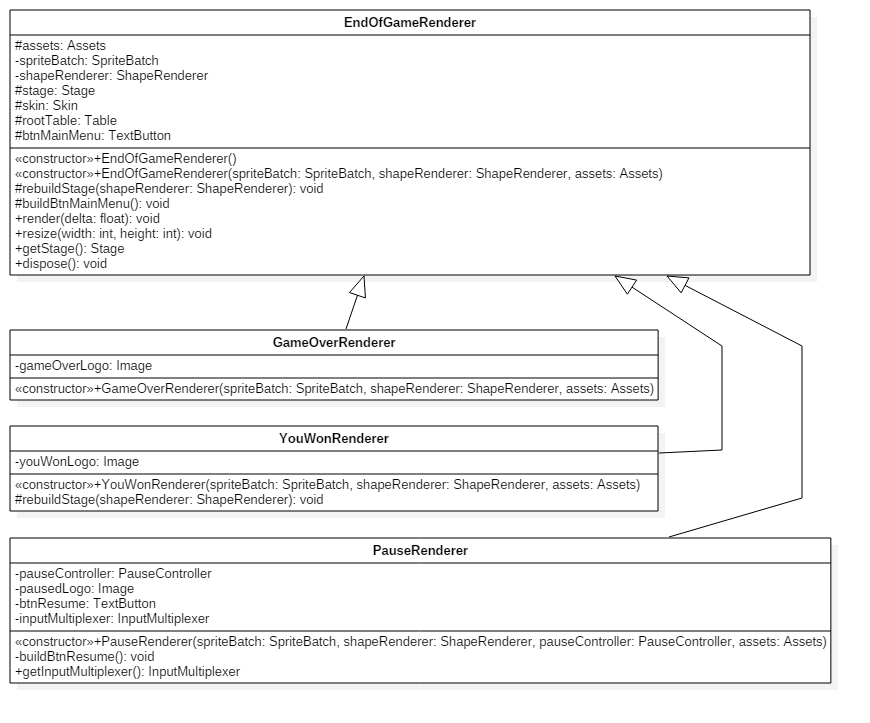 EndOfGameRenderer
#assets: Assets
-spriteBatch: SpriteBatch
-shapeRenderer: ShapeRenderer
#stage: Stage
#skin: Skin
#rootTable: Table
#btnMainMenu: TextButton
«constructor»+EndOfGameRenderer()
«constructor»+EndOfGameRenderer(spriteBatch: SpriteBatch, shapeRenderer: ShapeRenderer, assets: Assets)
#rebuildStage(shapeRenderer: ShapeRenderer): void
#buildBtnMainMenu(): void
+render(delta: float): void
+resize(width: int, height: int): void
+getStage(): Stage
+dispose(): void
GameOverRenderer
-gameOverLogo: Image
«constructor»+GameOverRenderer(spriteBatch: SpriteBatch, shapeRenderer: ShapeRenderer, assets: Assets)
YouWonRenderer
-youWonLogo: Image
«constructor»+YouWonRenderer(spriteBatch: SpriteBatch, shapeRenderer: ShapeRenderer, assets: Assets)
#rebuildStage(shapeRenderer: ShapeRenderer): void
PauseRenderer
-pauseController: PauseController
-pausedLogo: Image
-btnResume: TextButton
-inputMultiplexer: InputMultiplexer
«constructor»+PauseRenderer(spriteBatch: SpriteBatch, shapeRenderer: ShapeRenderer, pauseController: PauseController, assets: Assets)
-buildBtnResume(): void
+getInputMultiplexer(): InputMultiplexer